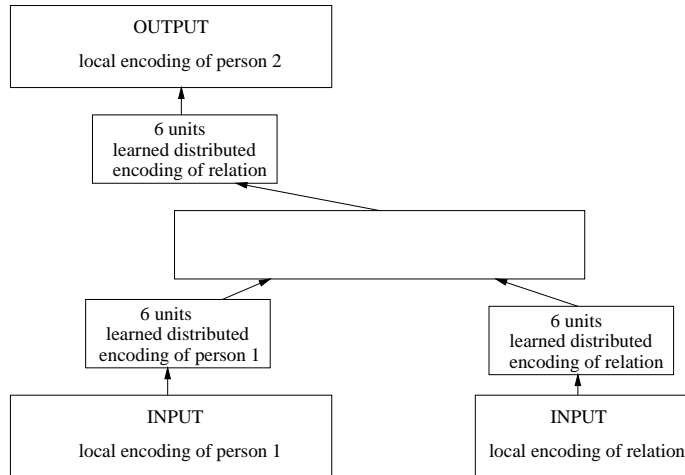 OUTPUT
local encoding of person 2
6 units
learned distributed
encoding of relation
6 units
learned distributed
encoding of person 1
6 units
learned distributed
encoding of relation
INPUT
local encoding of person 1
INPUT
local encoding of relation